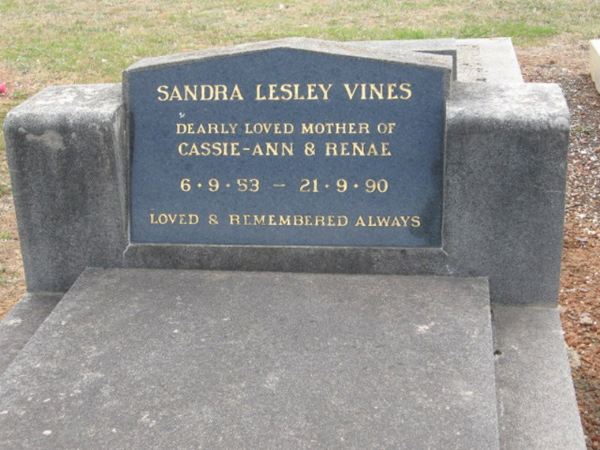 SANDRA LESLEY VINES
DEARLY LOVED MOTHER OF
CASSIE-ANN & RENAE
6·9·53 – 21·9·90
LOVED & REMEMBERED ALWAYS